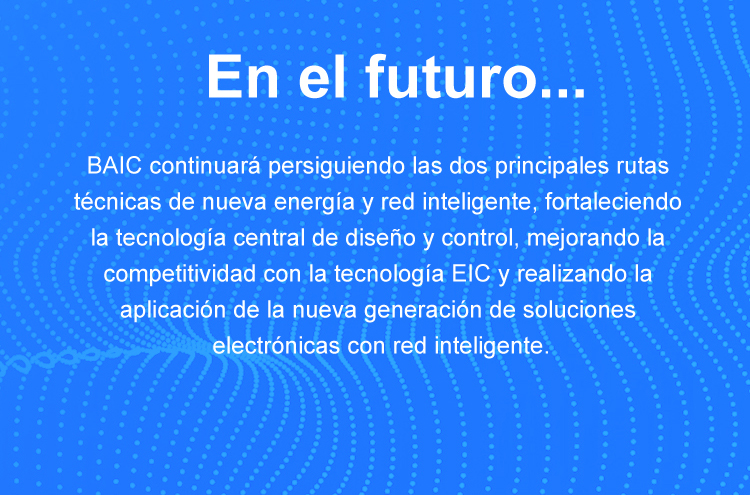 En el futuro...
BAIC continuará persiguiendo las dos principales rutas
técnicas de nueva energía y red inteligente, fortaleciendo
la tecnología central de diseño y control, mejorando la
competitividad con la tecnología EIC y realizando la
aplicación de la nueva generación de soluciones
electrónicas con red inteligente.